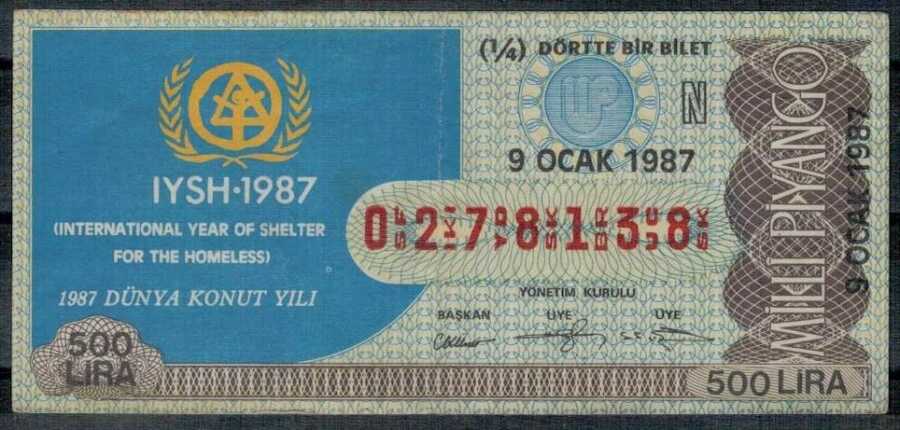 IYSH·1987
(INTERNATIONAL YEAR OF SHELTER
FOR THE HOMELESS)
1987 DÜNYA KONUT YILI
500
LİRA
(1/4) DÖRTTE BİR BİLET
MP
N
9 OCAK 1987
0 2 7 8 1 3 8
YÖNETİM KURULU
BAŞKAN ÜYE ÜYE
MİLLİ PİYANGO
9 OCAK 1987
500 LİRA